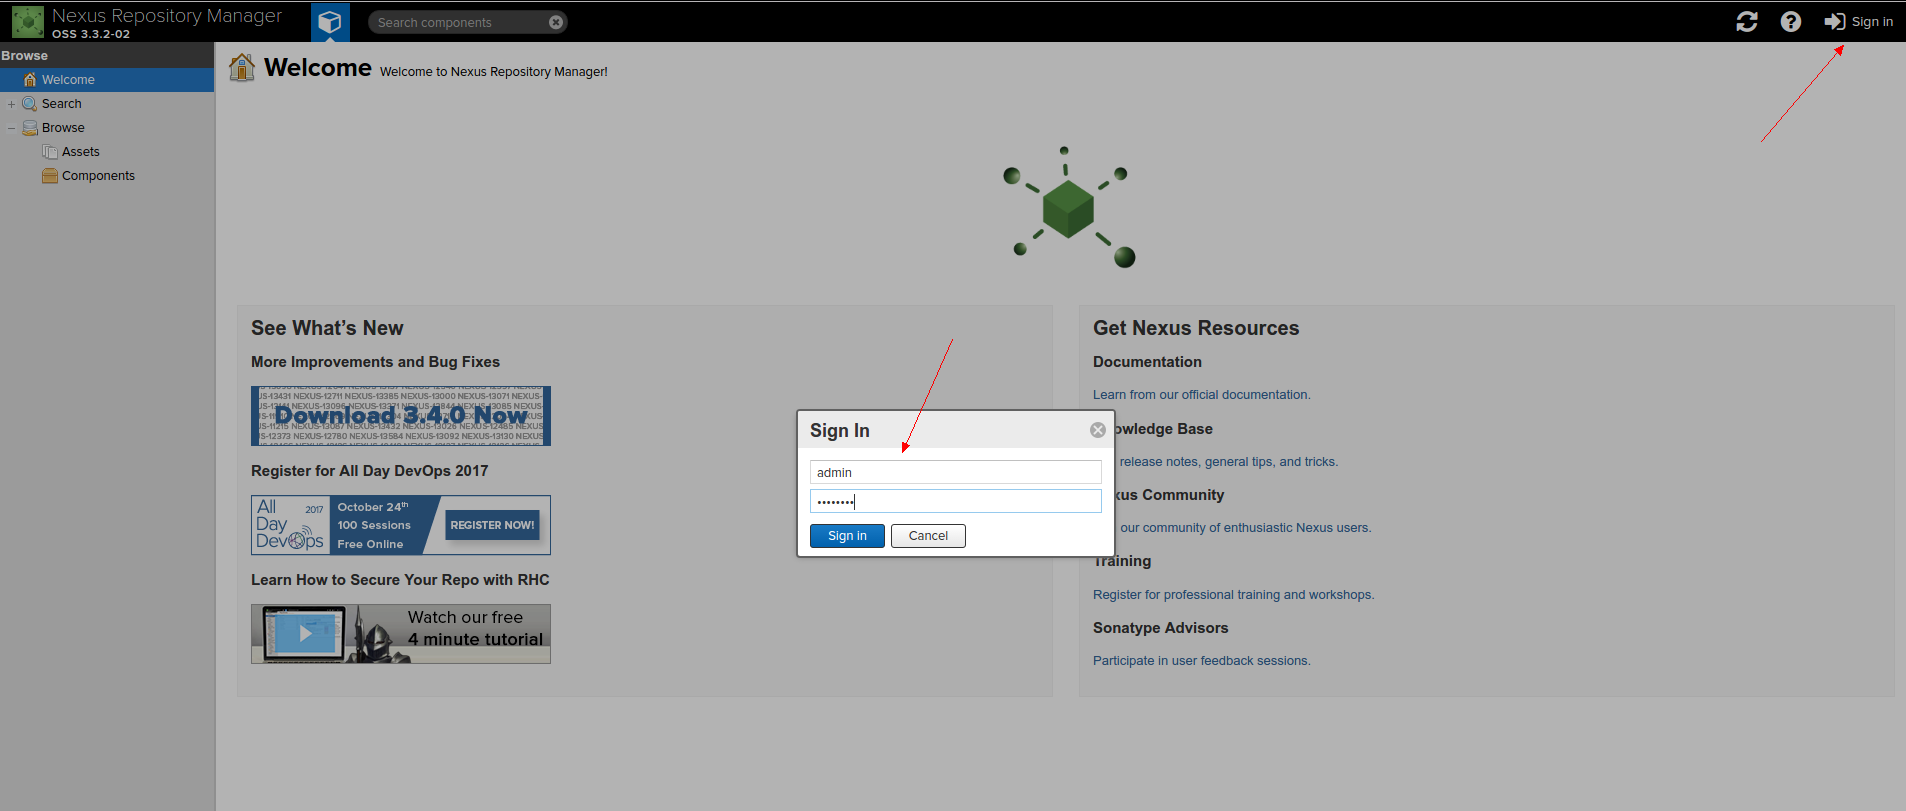 Nexus Repository Manager
OSS 3.3.2-02
Search components
Sign in
Browse
Welcome
Search
Browse
Assets
Components
Welcome Welcome to Nexus Repository Manager!
See What's New
More Improvements and Bug Fixes
Download 3.4.0 Now
Register for All Day DevOps 2017
All Day DevOps
2017
October 24th
100 Sessions
Free Online
REGISTER NOW!
Learn How to Secure Your Repo with RHC
Watch our free
4 minute tutorial
Sign In
admin
••••••••
Sign in Cancel
Get Nexus Resources
Documentation
Learn from our official documentation.
owledge Base
release notes, general tips, and tricks.
us Community
our community of enthusiastic Nexus users.
Training
Register for professional training and workshops.
Sonatype Advisors
Participate in user feedback sessions.